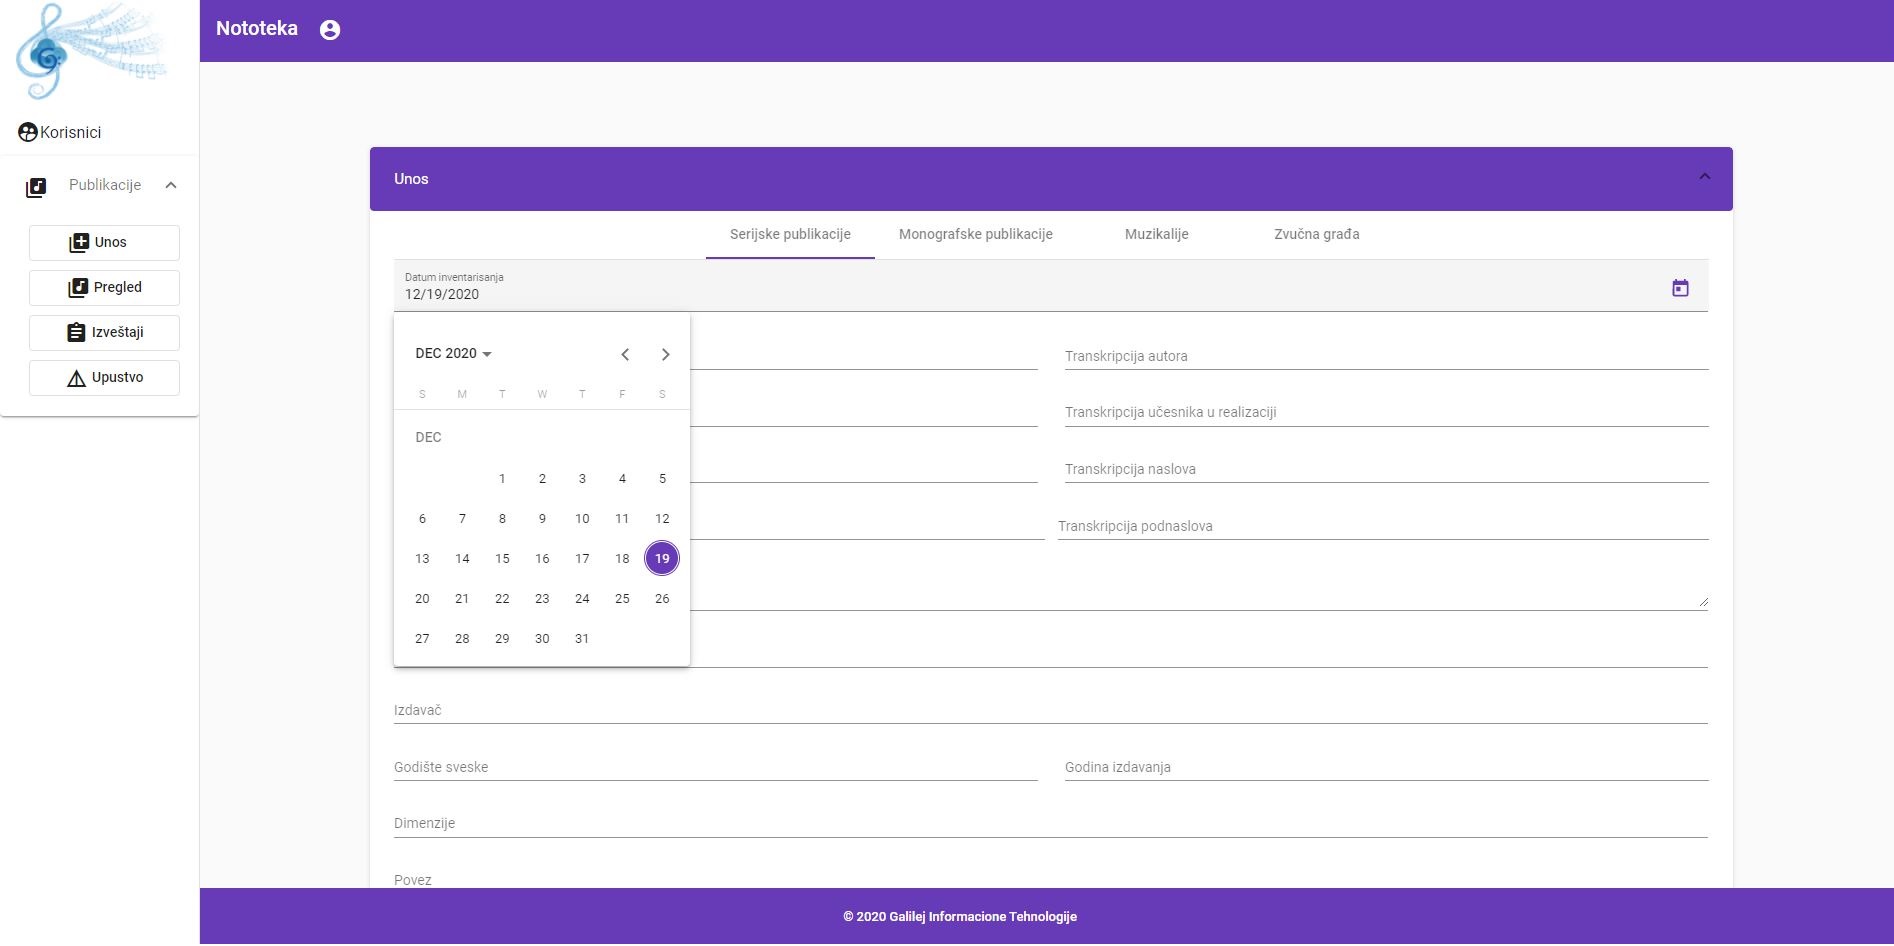 Nototeka
Korisnici
Publikacije
Unos
Pregled
Izveštaji
Upustvo
Unos
Serijske publikacije Monografske publikacije Muzikalije Zvučna građa
Datum inventarisanja
12/19/2020
DEC 2020
S M T W T F S
DEC
1 2 3 4 5
6 7 8 9 10 11 12
13 14 15 16 17 18 19
20 21 22 23 24 25 26
27 28 29 30 31
Transkripcija autora
Transkripcija učesnika u realizaciji
Transkripcija naslova
Transkripcija podnaslova
Izdavač
Godište sveske Godina izdavanja
Dimenzije
Povez
© 2020 Galilej Informacione Tehnologije